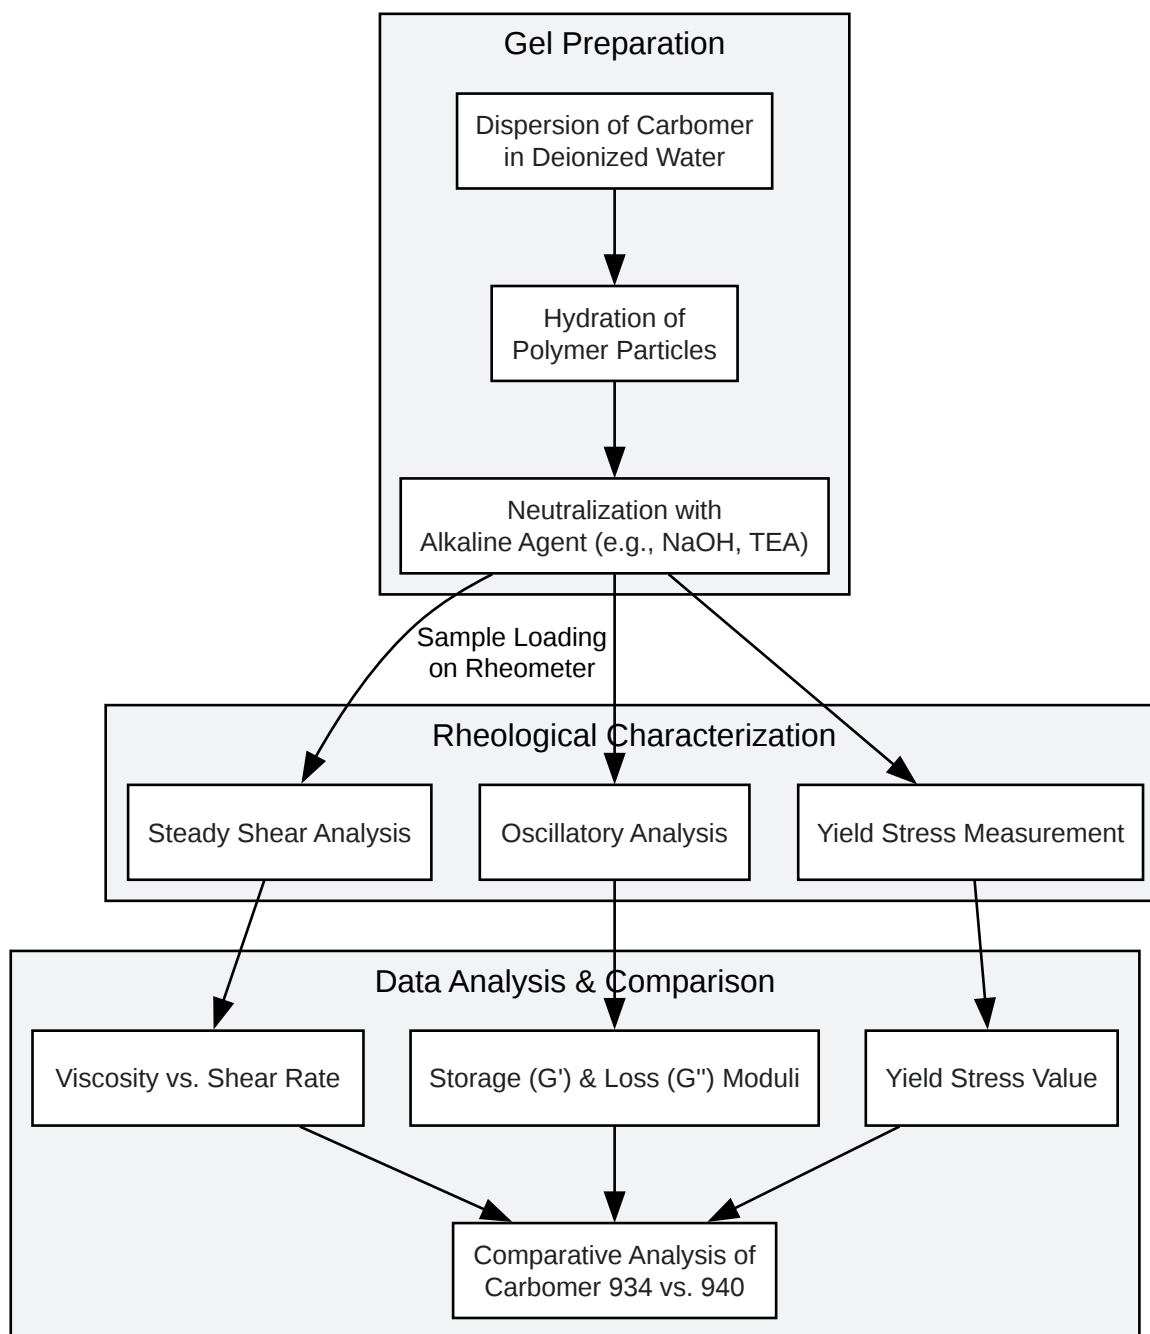 Gel Preparation
Dispersion of Carbomer
in Deionized Water
Hydration of
Polymer Particles
Neutralization with
Alkaline Agent (e.g., NaOH, TEA)
Sample Loading
on Rheometer
Rheological Characterization
Steady Shear Analysis
Oscillatory Analysis
Yield Stress Measurement
Data Analysis & Comparison
Viscosity vs. Shear Rate
Storage (G') & Loss (G'') Moduli
Yield Stress Value
Comparative Analysis of
Carbomer 934 vs. 940